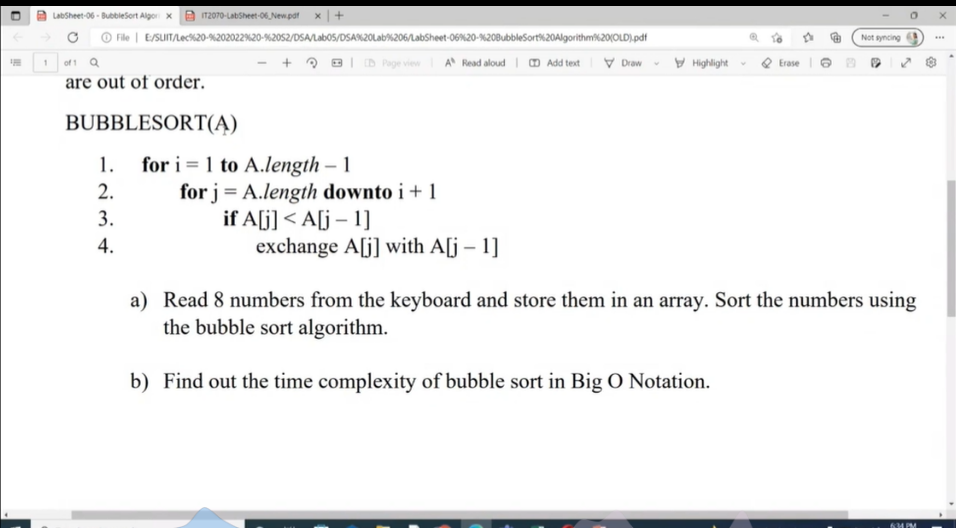 LabSheet-06 - BubbleSort Algori
IT2070-LabSheet-06_New.pdf
File | E:/SLIIT/Lec%20-%202022%20-%20S2/DSA/Lab05/DSA%20Lab%206/LabSheet-06%20-%20BubbleSort%20Algorithm%20(OLD).pdf
Not syncing
1 of 1 Page view Read aloud Add text Draw Highlight Erase
are out of order.
BUBBLESORT(A)
1. for i = 1 to A.length – 1
2. for j = A.length downto i + 1
3. if A[j] < A[j – 1]
4. exchange A[j] with A[j – 1]
a) Read 8 numbers from the keyboard and store them in an array. Sort the numbers using
the bubble sort algorithm.
b) Find out the time complexity of bubble sort in Big O Notation.
6:34 PM